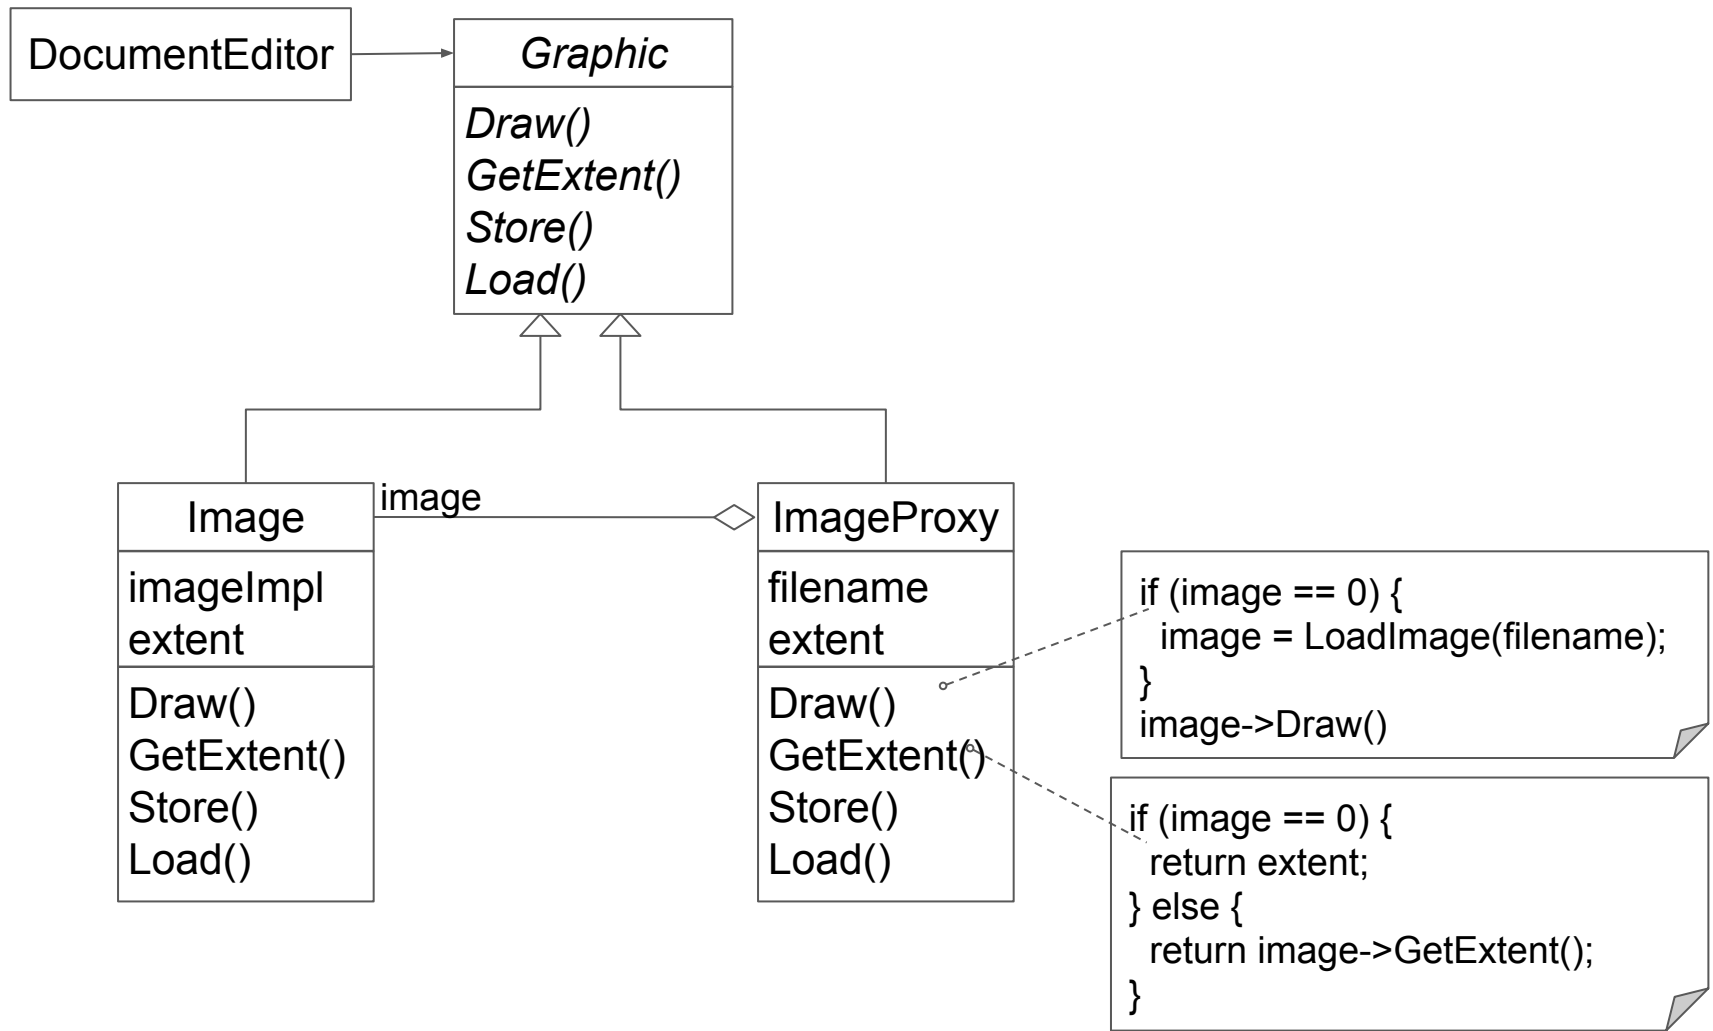 DocumentEditor
Graphic
Draw()
GetExtent()
Store()
Load()
image
Image
imageImpl
extent
Draw()
GetExtent()
Store()
Load()
ImageProxy
filename
extent
Draw()
GetExtent()
Store()
Load()
if (image == 0) {
image = LoadImage(filename);
}
image->Draw()
if (image == 0) {
return extent;
} else {
return image->GetExtent();
}